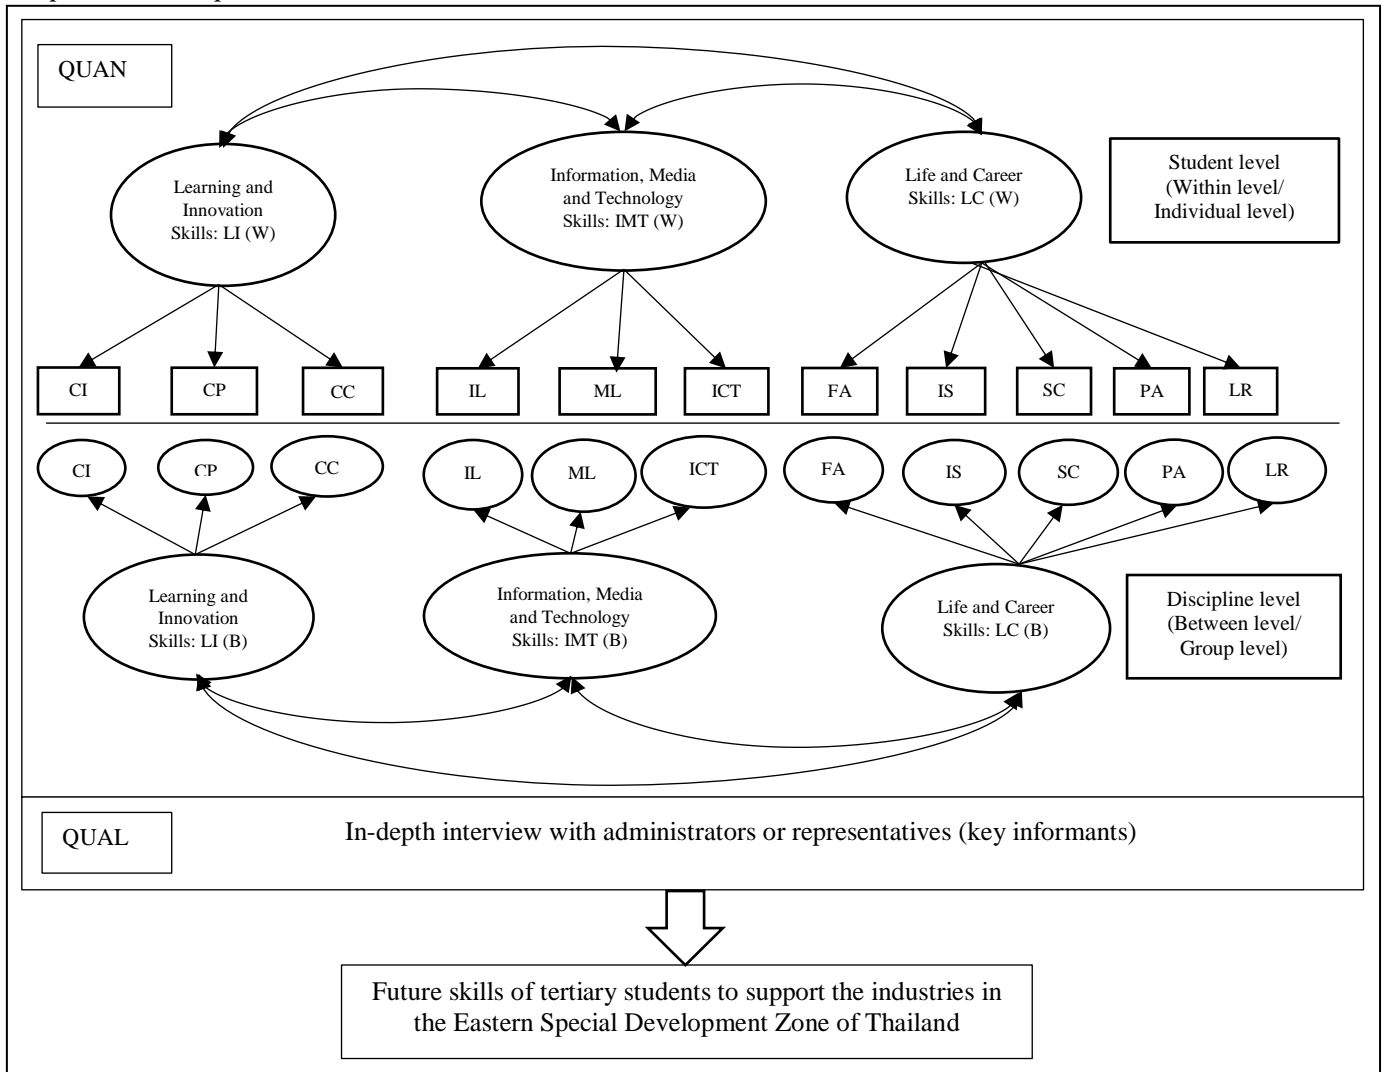 QUAN
Learning and
Innovation
Skills: LI (W)
Information, Media
and Technology
Skills: IMT (W)
Life and Career
Skills: LC (W)
Student level
(Within level/
Individual level)
CI
CP
CC
IL
ML
ICT
FA
IS
SC
PA
LR
CI
CP
CC
IL
ML
ICT
FA
IS
SC
PA
LR
Learning and
Innovation
Skills: LI (B)
Information, Media
and Technology
Skills: IMT (B)
Life and Career
Skills: LC (B)
Discipline level
(Between level/
Group level)
QUAL
In-depth interview with administrators or representatives (key informants)
Future skills of tertiary students to support the industries in
the Eastern Special Development Zone of Thailand